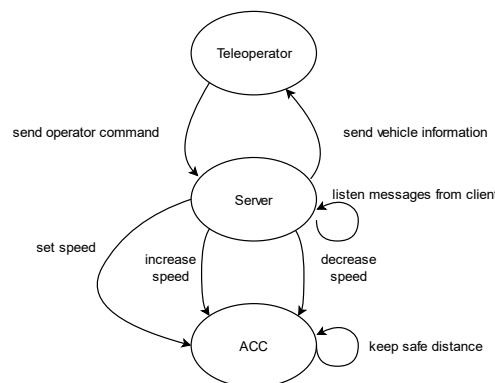 Teleoperator
send operator command
send vehicle information
Server
listen messages from client
set speed
increase
speed
decrease
speed
ACC
keep safe distance